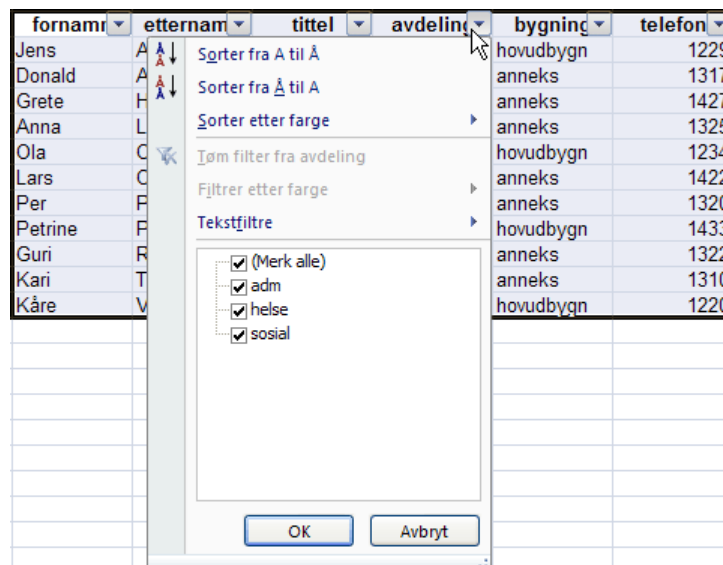 fornamn etternam tittel avdeling bygning telefon
Jens A hovudbygn 1229
Donald A anneks 1317
Grete H anneks 1427
Anna L anneks 1325
Ola hovudbygn 1234
Lars anneks 1422
Per P anneks 1320
Petrine P hovudbygn 1433
Guri R anneks 1322
Kari T anneks 1310
Kåre V hovudbygn 1220
Sorter fra A til Å
Sorter fra Å til A
Sorter etter farge
Tøm filter fra avdeling
Filtrer etter farge
Tekstfiltre
(Merk alle)
adm
helse
sosial
OK Avbryt